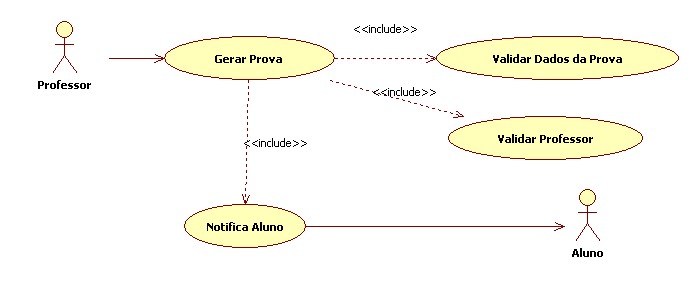 <<include>>
Gerar Prova
Validar Dados da Prova
Professor
<<include>>
Validar Professor
<<include>>
Notifica Aluno
Aluno